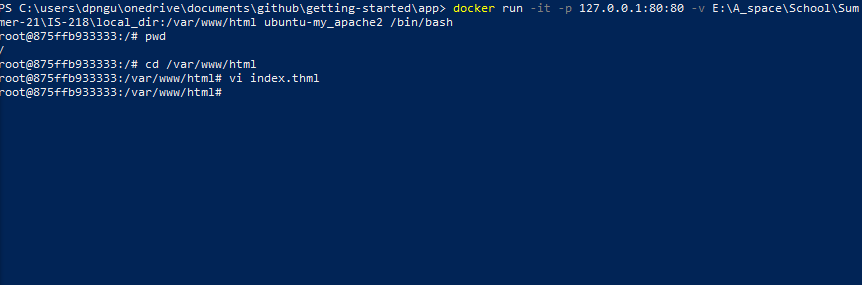 PS C:\users\dpngu\onedrive\documents\github\getting-started\app> docker run -it -p 127.0.0.1:80:80 -v E:\A_space\School\Sum
mer-21\IS-218\local_dir:/var/www/html ubuntu-my_apache2 /bin/bash
root@875ffb933333:/# pwd
/
root@875ffb933333:/# cd /var/www/html
root@875ffb933333:/var/www/html# vi index.thml
root@875ffb933333:/var/www/html#